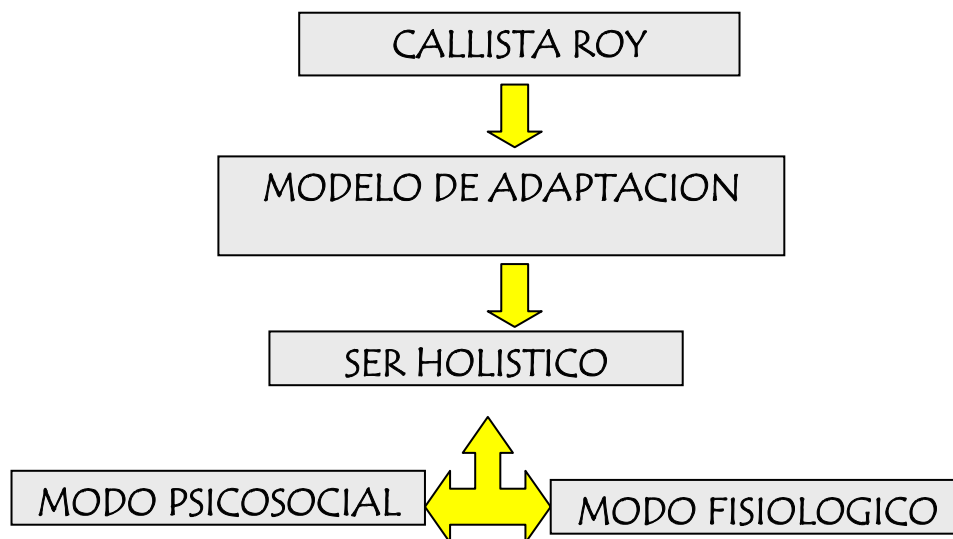 CALLISTA ROY
MODELO DE ADAPTACION
SER HOLISTICO
MODO PSICOSOCIAL
MODO FISIOLOGICO